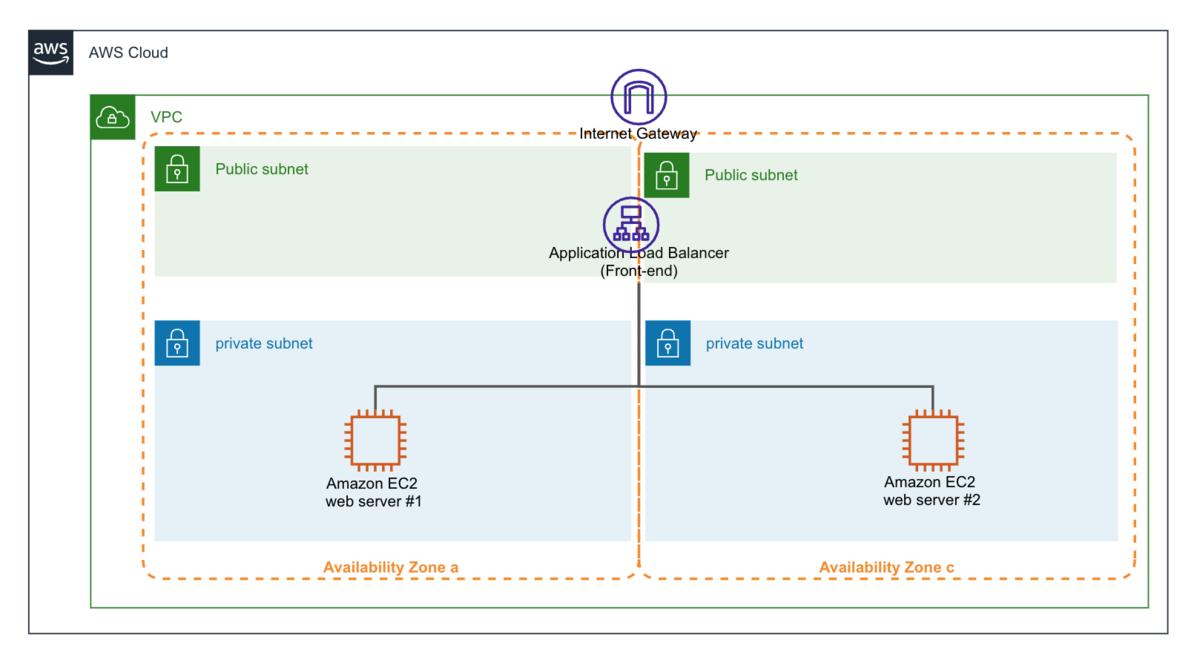 aws
AWS Cloud
VPC
Internet Gateway
Public subnet
Public subnet
Application Load Balancer
(Front-end)
private subnet
private subnet
Amazon EC2
web server #1
Amazon EC2
web server #2
Availability Zone a
Availability Zone c